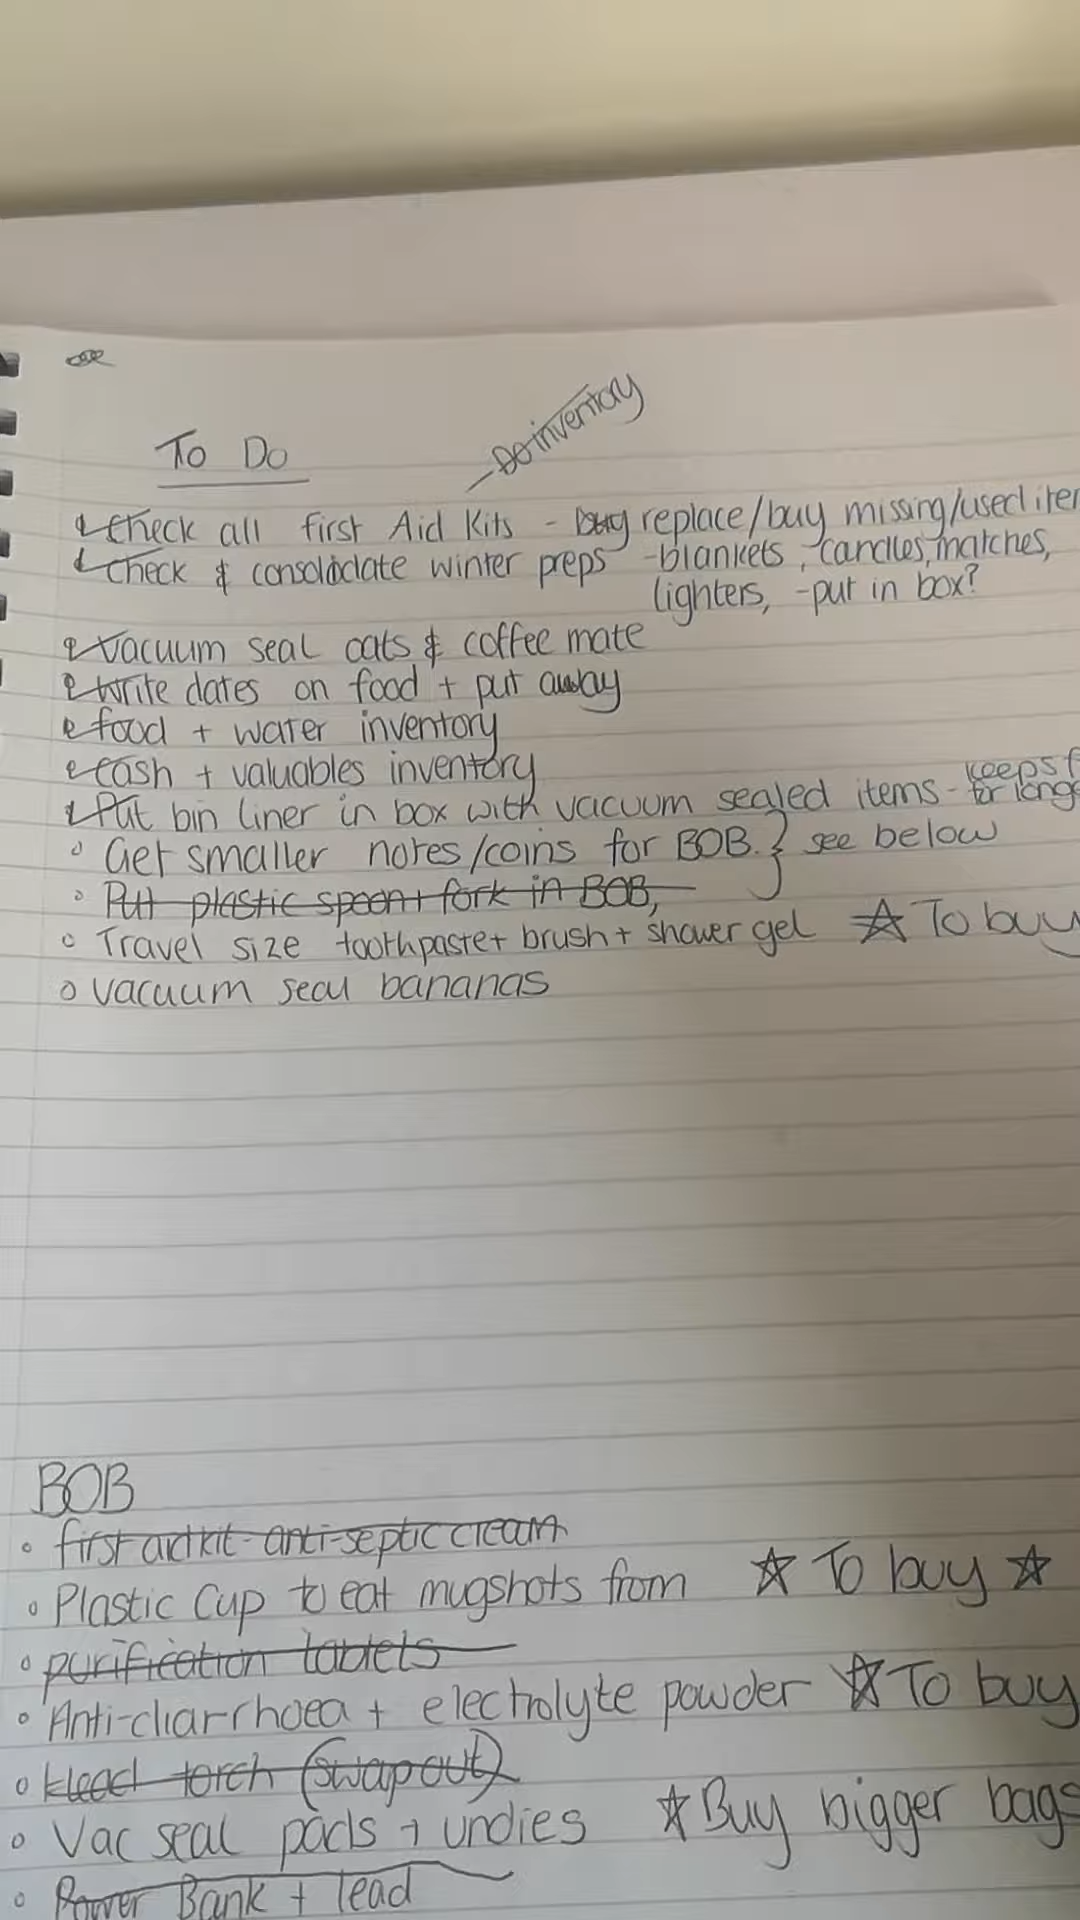 To Do
- Do inventory
Check all first Aid Kits - buy replace/buy missing/used
Check & consolidate winter preps - blankets, candles, matches,
lighters, - put in box?
Vacuum seal oats & coffee mate
Write dates on food + put away
food + water inventory
Cash + valuables inventory
Put bin liner in box with vacuum sealed items - keeps
for
Get smaller notes/coins for BOB. } see below
Put plastic spoon + fork in BOB,
Travel size toothpaste + brush + shower gel ☆ To buy
Vacuum seal bananas
BOB
first aid kit - anti-septic cream
Plastic Cup to eat mugshots from ☆ To buy ☆
purification tablets
Anti-diarrhoea + electrolyte powder ☆ To buy
Head torch (swap out)
Vac seal pads + undies ☆ Buy bigger bags
Power Bank + lead